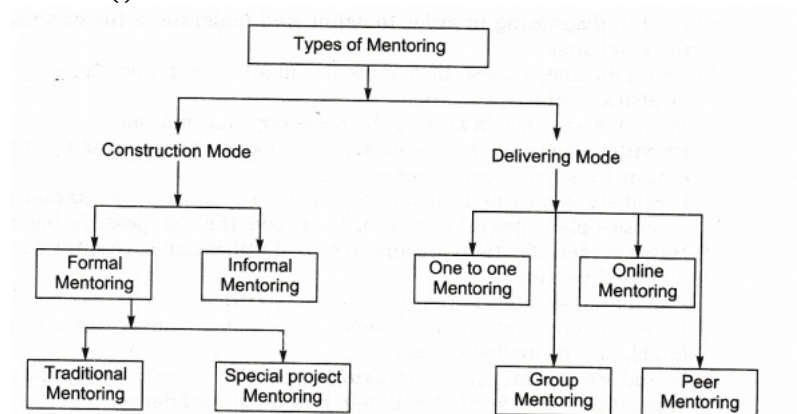 Types of Mentoring
Construction Mode
Delivering Mode
Formal
Mentoring
Informal
Mentoring
One to one
Mentoring
Online
Mentoring
Traditional
Mentoring
Special project
Mentoring
Group
Mentoring
Peer
Mentoring